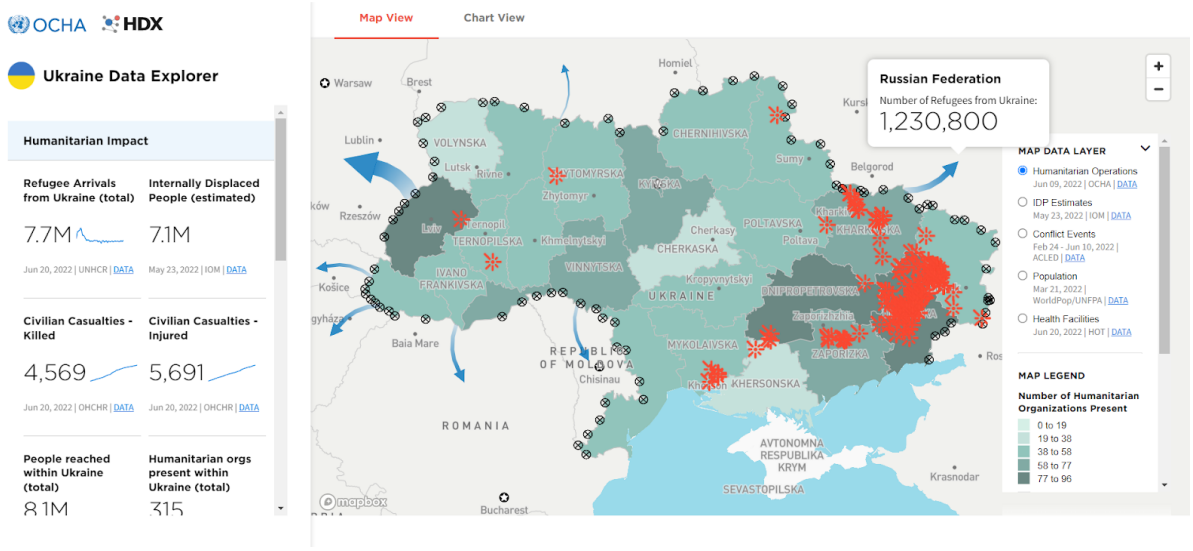 OCHA HDX
Ukraine Data Explorer
Humanitarian Impact
Refugee Arrivals
from Ukraine (total)
7.7M
Jun 20, 2022 | UNHCR | DATA
Internally Displaced
People (estimated)
7.1M
May 23, 2022 | IOM | DATA
Civilian Casualties -
Killed
4,569
Jun 20, 2022 | OHCHR | DATA
Civilian Casualties -
Injured
5,691
Jun 20, 2022 | OHCHR | DATA
People reached
within Ukraine
(total)
8.1M
Humanitarian orgs
present within
Ukraine (total)
315
Map View
Chart View
Homiel
Warsaw
Brest
Russian Federation
Number of Refugees from Ukraine:
1,230,800
Kursk
Lublin
VOLYNSKA
CHERNIHIVSKA
Sumy
Belgorod
Lutsk
Rivne
ZYTOMYRSKA
KYIVSKA
Zhytomyr
Rzeszów
Lviv
Ternopil
TERNOPILSKA
Khmelnytskyi
Cherkasy
CHERKASKA
POLTAVSKA
Poltava
Kharkiv
KHARKIVSKA
IVANO
FRANKIVSKA
VINNYTSKA
Kropyvnytskyi
Košice
UKRAINE
DNIPROPETROVSKA
Zaporizhzhia
Baia Mare
REPUBLIC
OF MOLDOVA
Chisinau
MYKOLAIVSKA
ZAPORIZKA
Kherson
KHERSONSKA
ROMANIA
AVTONOMNA
RESPUBLIKA
KRYM
SEVASTOPILSKA
Krasnodar
Bucharest
mapbox
+
−
MAP DATA LAYER
Humanitarian Operations
Jun 09, 2022 | OCHA | DATA
IDP Estimates
May 23, 2022 | IOM | DATA
Conflict Events
Feb 24 - Jun 10, 2022 |
ACLED | DATA
Population
Mar 21, 2022 |
WorldPop/UNFPA | DATA
Health Facilities
Jun 20, 2022 | HOT | DATA
MAP LEGEND
Number of Humanitarian
Organizations Present
0 to 19
19 to 38
38 to 58
58 to 77
77 to 96